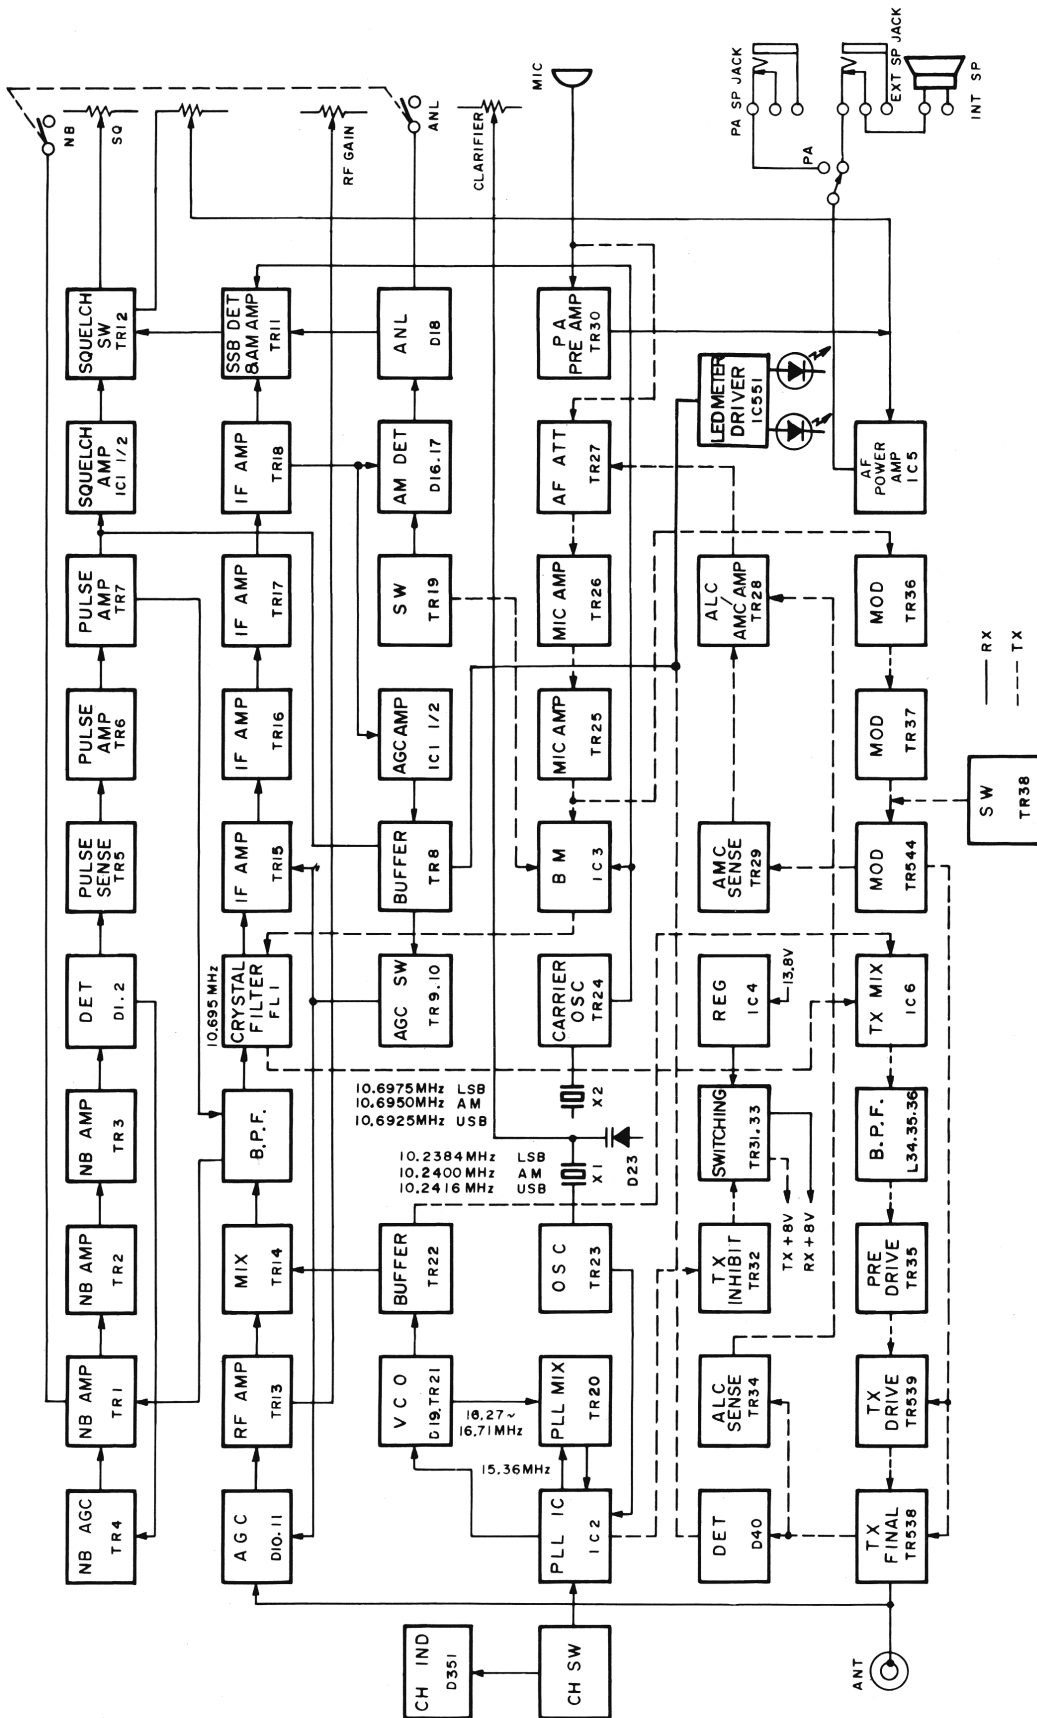 NB AGC
TR4
NB AMP
TR1
NB AMP
TR2
NB AMP
TR3
DET
D1.2
PULSE
SENSE
TR5
PULSE
AMP
TR6
PULSE
AMP
TR7
SQUELCH
AMP
IC1 1/2
SQUELCH
SW
TR12
NB
SQ
AGC
D10.11
RF AMP
TR13
MIX
TR14
B.P.F.
10.695MHz
CRYSTAL
FILTER
FL1
IF AMP
TR15
IF AMP
TR16
IF AMP
TR17
IF AMP
TR18
SSB DET
&AM AMP
TR11
RF GAIN
CH IND
D351
VCO
D19.TR21
BUFFER
TR22
AGC SW
TR9.10
BUFFER
TR8
AGC AMP
IC1 1/2
SW
TR19
AM DET
D16.17
ANL
D18
ANL
CLARIFIER
16.27~
16.71MHz
15.36MHz
10.6975MHz LSB
10.6950MHz AM
10.6925MHz USB
10.2384MHz LSB
10.2400MHz AM
10.2416MHz USB
CH SW
PLL IC
IC2
PLL MIX
TR20
OSC
TR23
X1
D23
X2
CARRIER
OSC
TR24
BM
IC3
MIC AMP
TR25
MIC AMP
TR26
AF ATT
TR27
PA
PRE AMP
TR30
MIC
DET
D40
ALC
SENSE
TR34
TX
INHIBIT
TR32
SWITCHING
TR31.33
TX+8V
RX+8V
REG
IC4
13.8V
AMC
SENSE
TR29
ALC
/AMC AMP
TR28
LED METER
DRIVER
IC551
PA SP JACK
PA
ANT
TX
FINAL
TR538
TX
DRIVE
TR539
PRE
DRIVE
TR35
B.P.F.
L34.35.36
TX MIX
IC6
MOD
TR544
MOD
TR37
MOD
TR36
AF
POWER
AMP
IC5
EXT SP JACK
INT SP
SW
TR38
RX
TX